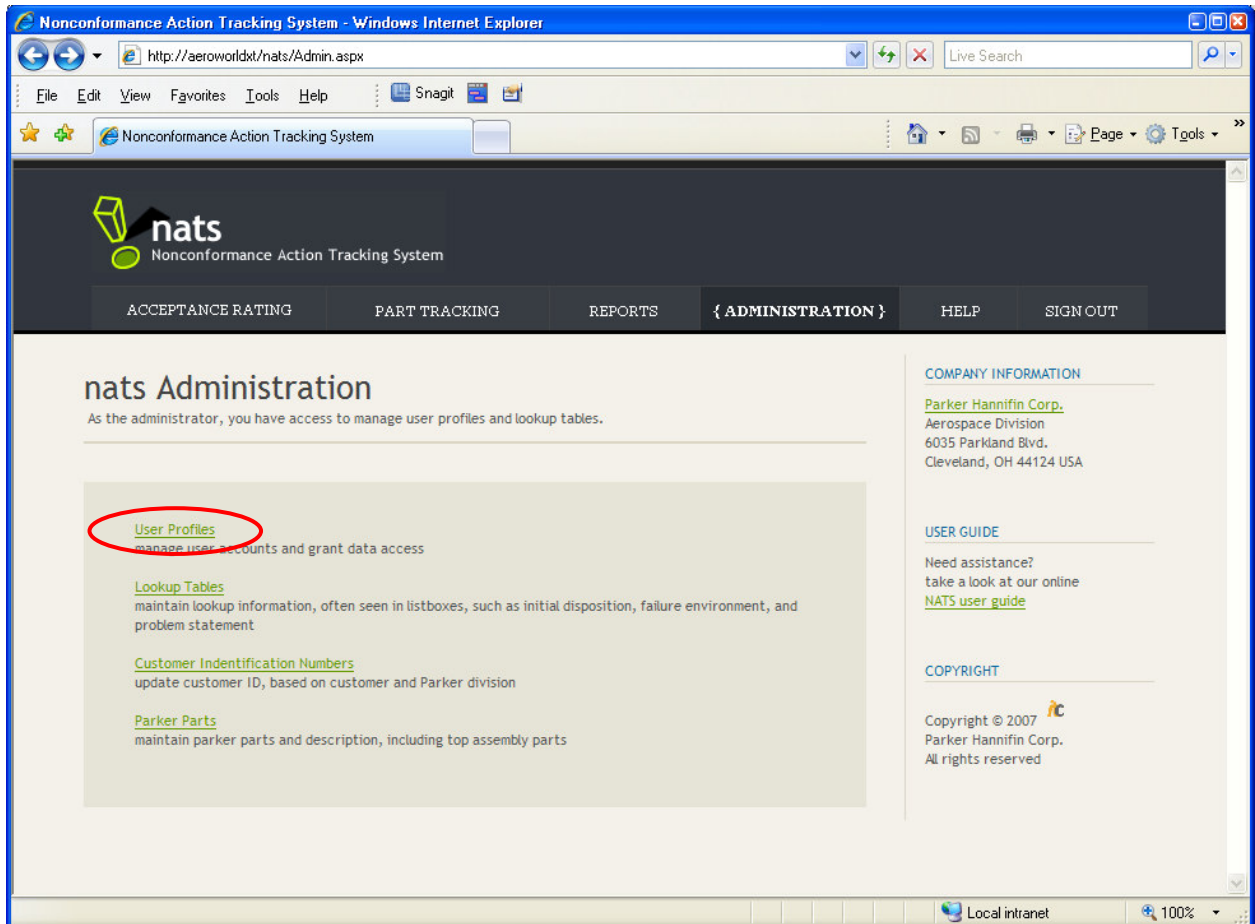 Nonconformance Action Tracking System - Windows Internet Explorer
http://aeroworldxt/nats/Admin.aspx
Live Search
File Edit View Favorites Tools Help Snagit
Nonconformance Action Tracking System
Page Tools »
nats
Nonconformance Action Tracking System
ACCEPTANCE RATING PART TRACKING REPORTS { ADMINISTRATION } HELP SIGN OUT
nats Administration
As the administrator, you have access to manage user profiles and lookup tables.
User Profiles
manage user accounts and grant data access
Lookup Tables
maintain lookup information, often seen in listboxes, such as initial disposition, failure environment, and
problem statement
Customer Indentification Numbers
update customer ID, based on customer and Parker division
Parker Parts
maintain parker parts and description, including top assembly parts
COMPANY INFORMATION
Parker Hannifin Corp.
Aerospace Division
6035 Parkland Blvd.
Cleveland, OH 44124 USA
USER GUIDE
Need assistance?
take a look at our online
NATS user guide
COPYRIGHT
Copyright © 2007
Parker Hannifin Corp.
All rights reserved
Local intranet 100%